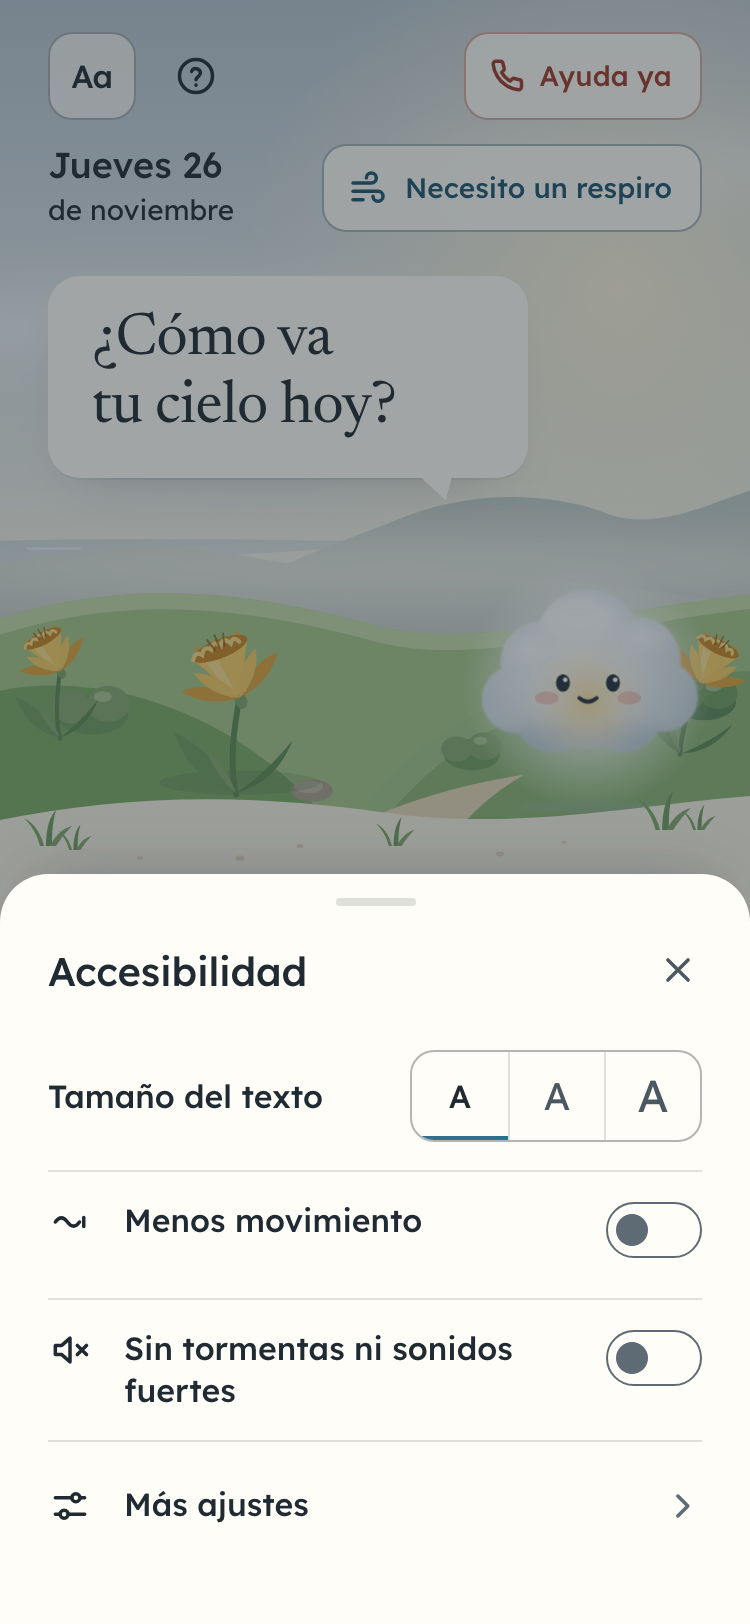 Aa
Ayuda ya
Jueves 26
de noviembre
Necesito un respiro
¿Cómo va
tu cielo hoy?
Accesibilidad
Tamaño del texto
A A A
Menos movimiento
Sin tormentas ni sonidos
fuertes
Más ajustes